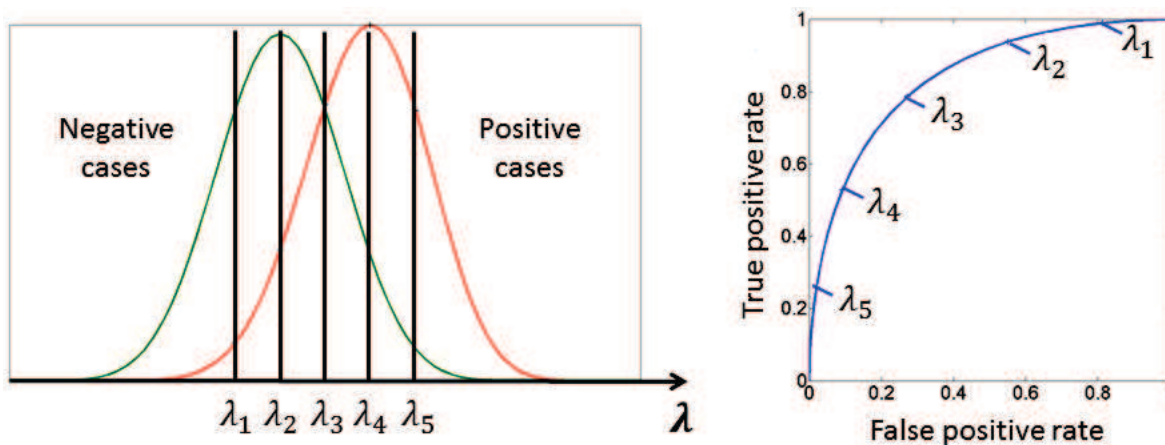 Negative
cases
Positive
cases
λ₁ λ₂ λ₃ λ₄ λ₅ λ
True positive rate
1
0.8
0.6
0.4
0.2
0
λ₁
λ₂
λ₃
λ₄
λ₅
0 0.2 0.4 0.6 0.8
False positive rate